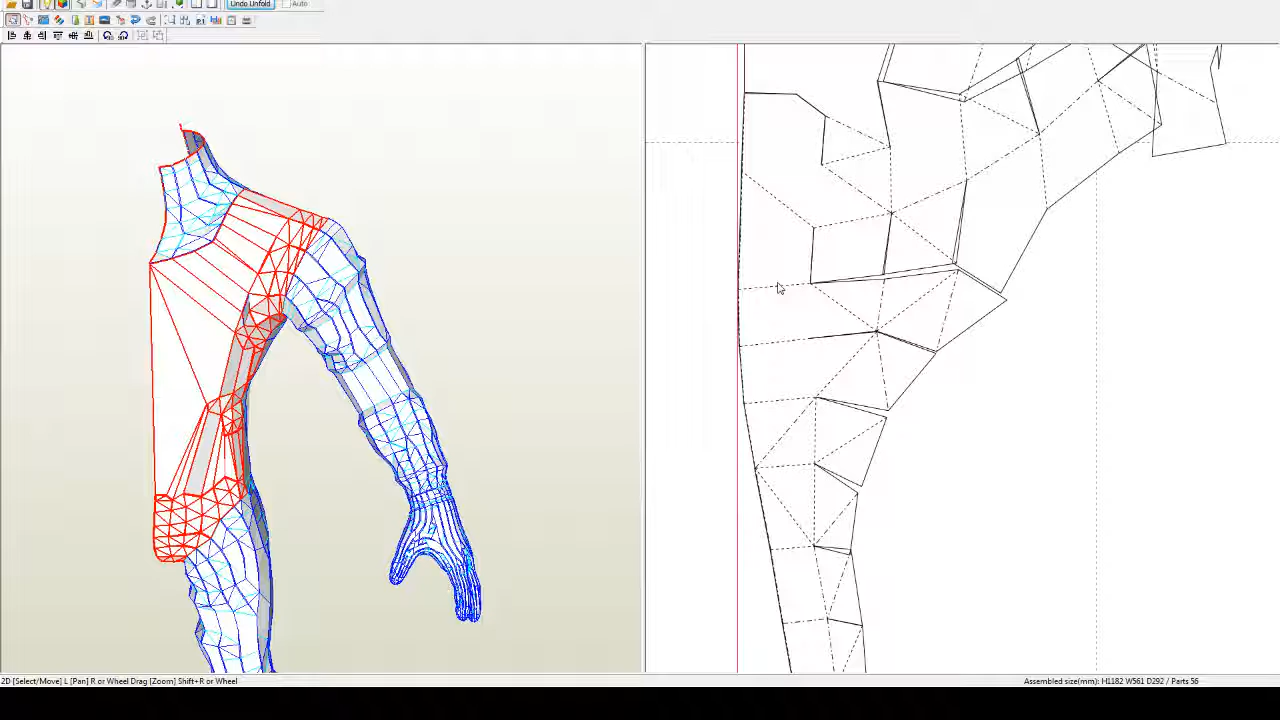 Undo Unfold
Auto
2D [Select/Move] L [Pan] R or Wheel Drag [Zoom] Shift+R or Wheel
Assembled size(mm): H1182 W561 D292 / Parts 56